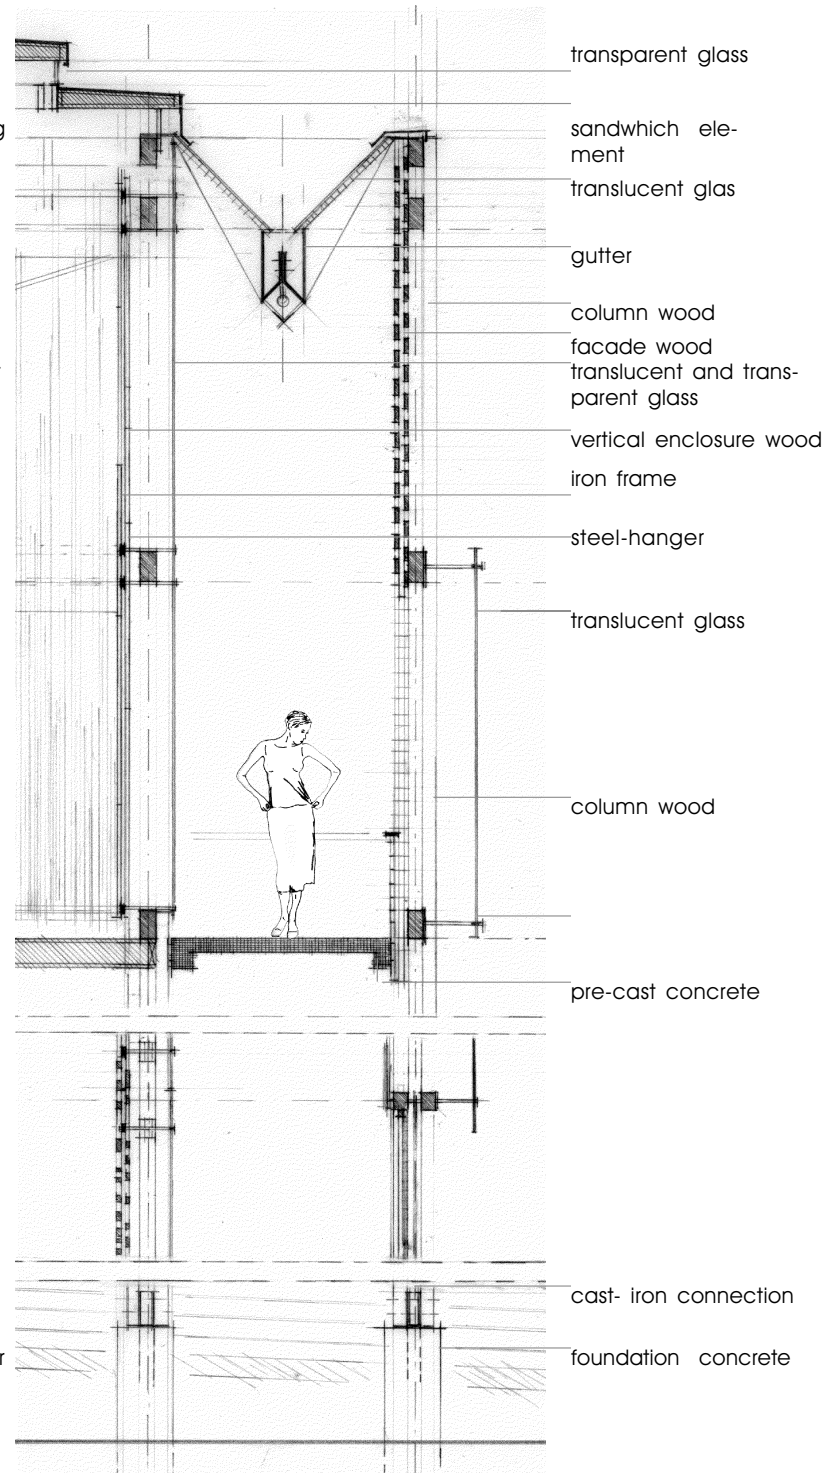 transparent glass
sandwhich ele-
ment
translucent glas
gutter
column wood
facade wood
translucent and trans-
parent glass
vertical enclosure wood
iron frame
steel-hanger
translucent glass
column wood
pre-cast concrete
cast- iron connection
foundation concrete